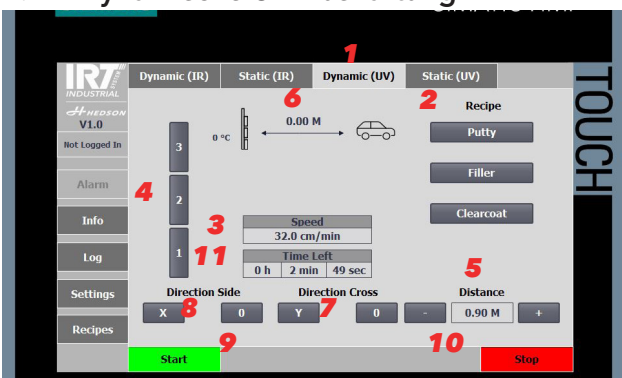 1
IRT
SYSTEM
INDUSTRIAL
HEDSON
V1.0
Not Logged In
Alarm
Info
Log
Settings
Recipes
Dynamic (IR) Static (IR) Dynamic (UV) Static (UV)
6 2
Recipe
0.00 M
0 °C
Putty
Filler
Clearcoat
3
4 2
1
3
Speed
32.0 cm/min
11
Time Left
0 h 2 min 49 sec
5
Direction Side Direction Cross Distance
X 8 0 Y 7 0 - 0.90 M +
9 10
Start Stop
TOUCH